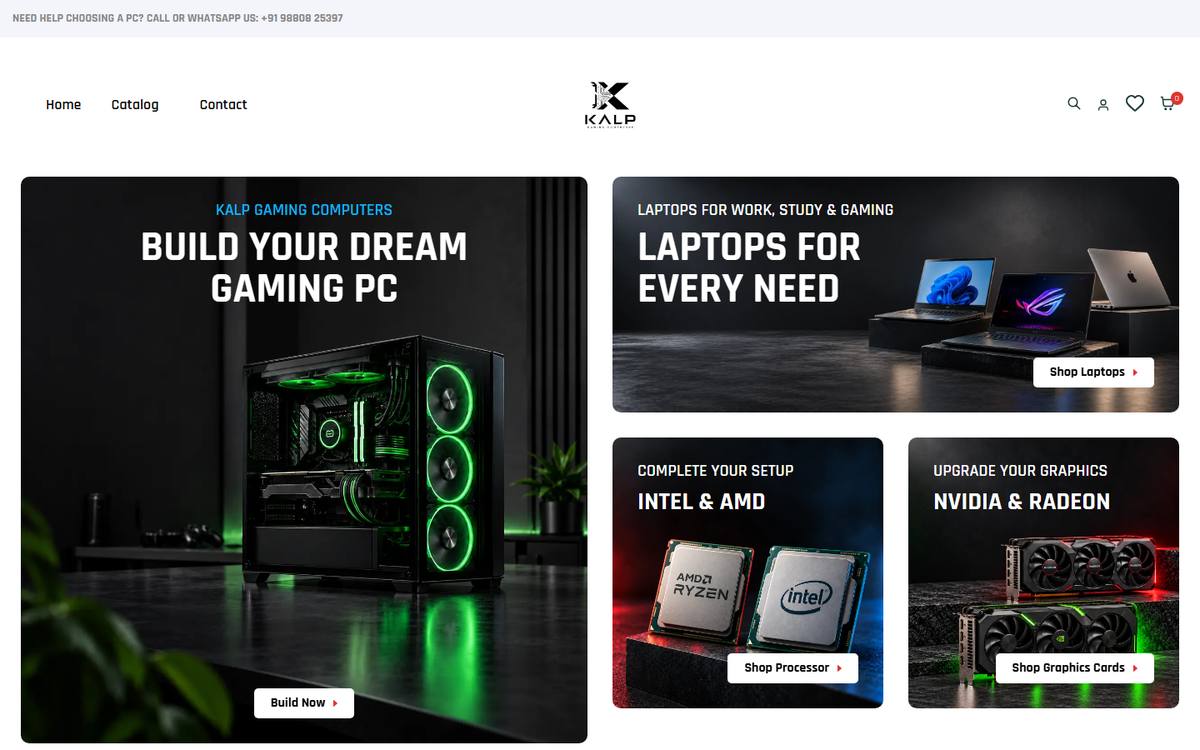 NEED HELP CHOOSING A PC? CALL OR WHATSAPP US: +91 98808 25397
Home
Catalog
Contact
KALP
0
KALP GAMING COMPUTERS
BUILD YOUR DREAM
GAMING PC
Build Now
LAPTOPS FOR WORK, STUDY & GAMING
LAPTOPS FOR
EVERY NEED
Shop Laptops
COMPLETE YOUR SETUP
INTEL & AMD
AMD
RYZEN
intel
Shop Processor
UPGRADE YOUR GRAPHICS
NVIDIA & RADEON
Shop Graphics Cards